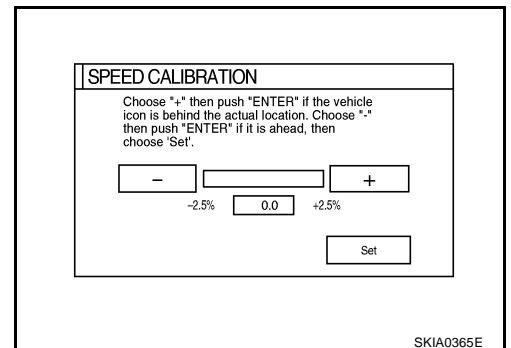 SPEED CALIBRATION
Choose "+" then push "ENTER" if the vehicle
icon is behind the actual location. Choose "-"
then push "ENTER" if it is ahead, then
choose 'Set'.
− +
−2.5% 0.0 +2.5%
Set
SKIA0365E